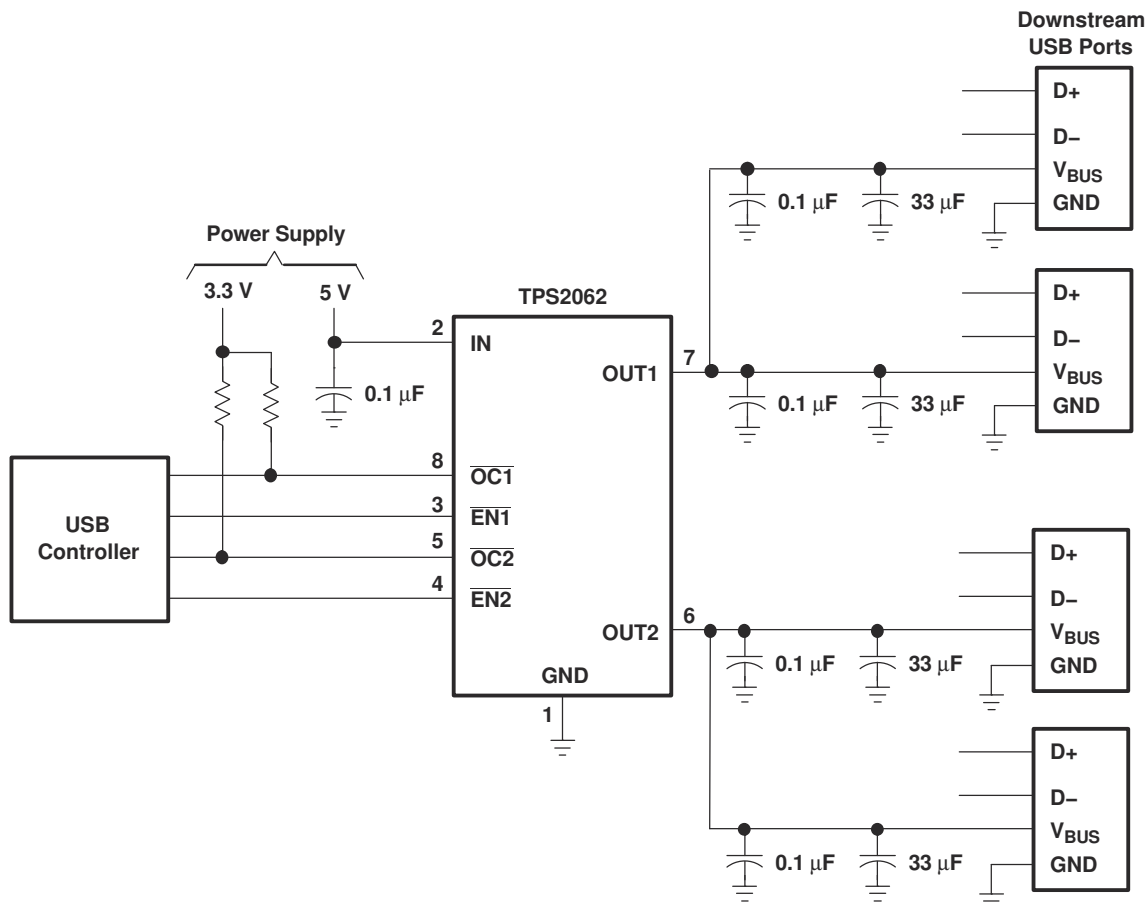 Downstream
USB Ports
D+
D−
VBUS
GND
0.1 μF
33 μF
Power Supply
3.3 V
5 V
0.1 μF
TPS2062
2
IN
OUT1
7
D+
D−
VBUS
GND
0.1 μF
33 μF
USB
Controller
8
OC1
3
EN1
5
OC2
4
EN2
OUT2
6
GND
1
D+
D−
VBUS
GND
0.1 μF
33 μF
D+
D−
VBUS
GND
0.1 μF
33 μF